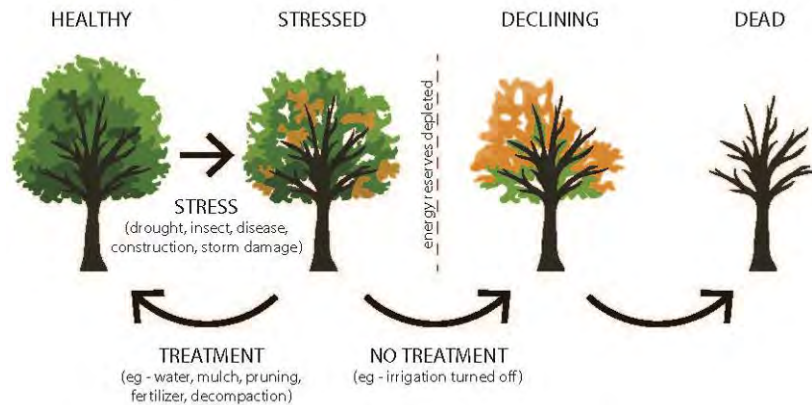 HEALTHY
STRESSED
DECLINING
DEAD
energy reserves depleted
STRESS
(drought, insect, disease,
construction, storm damage)
TREATMENT
(eg - water, mulch, pruning,
fertilizer, decompaction)
NO TREATMENT
(eg - irrigation turned off)